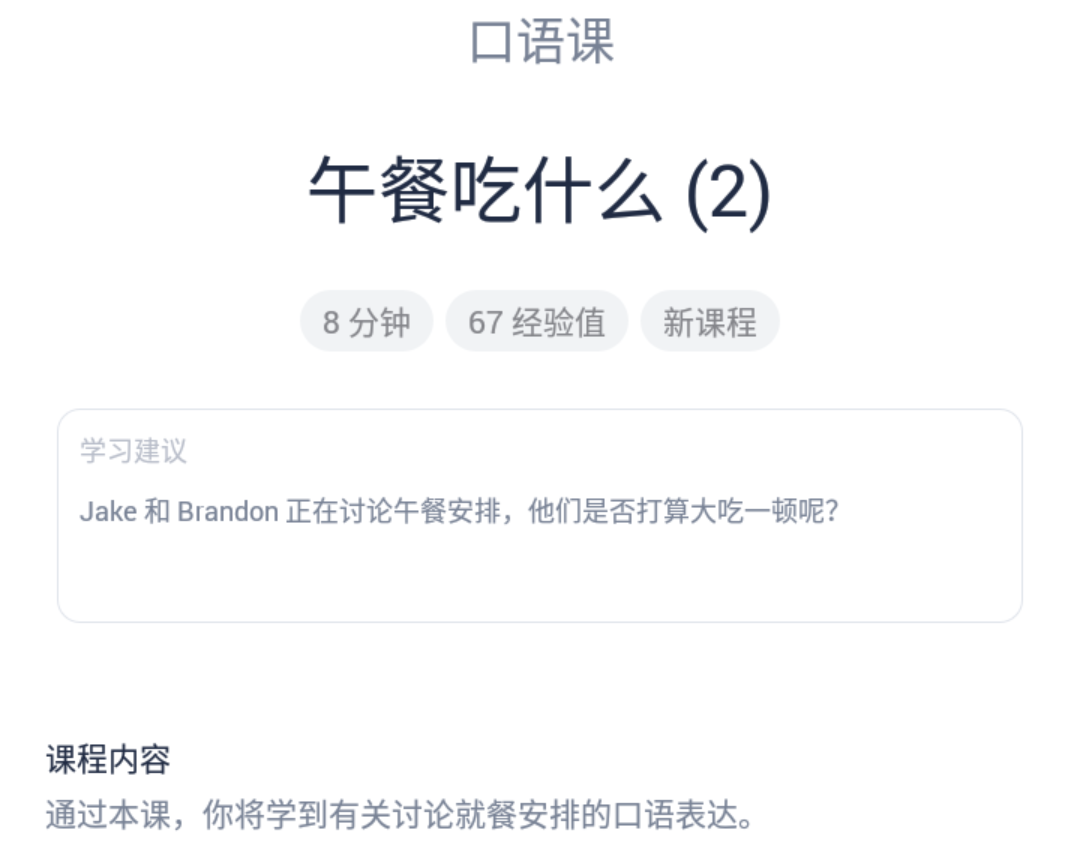 口语课
午餐吃什么 (2)
8 分钟 67 经验值 新课程
学习建议
Jake 和 Brandon 正在讨论午餐安排，他们是否打算大吃一顿呢？
课程内容
通过本课，你将学到有关讨论就餐安排的口语表达。